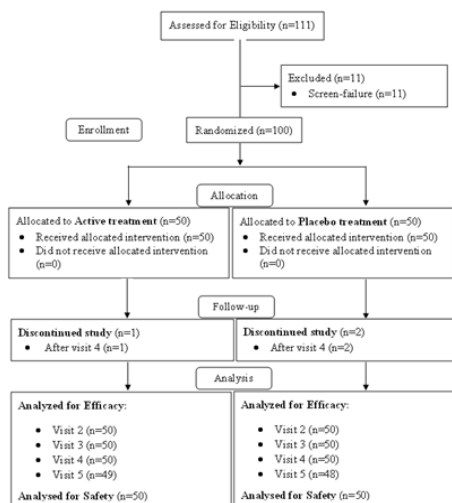 Assessed for Eligibility (n=111)
Excluded (n=11)
• Screen-failure (n=11)
Enrollment
Randomized (n=100)
Allocation
Allocated to Active treatment (n=50)
• Received allocated intervention (n=50)
• Did not receive allocated intervention
(n=0)
Allocated to Placebo treatment (n=50)
• Received allocated intervention (n=50)
• Did not receive allocated intervention
(n=0)
Follow-up
Discontinued study (n=1)
• After visit 4 (n=1)
Discontinued study (n=2)
• After visit 4 (n=2)
Analysis
Analyzed for Efficacy:
• Visit 2 (n=50)
• Visit 3 (n=50)
• Visit 4 (n=50)
• Visit 5 (n=49)
Analysed for Safety (n=50)
Analyzed for Efficacy:
• Visit 2 (n=50)
• Visit 3 (n=50)
• Visit 4 (n=50)
• Visit 5 (n=48)
Analysed for Safety (n=50)